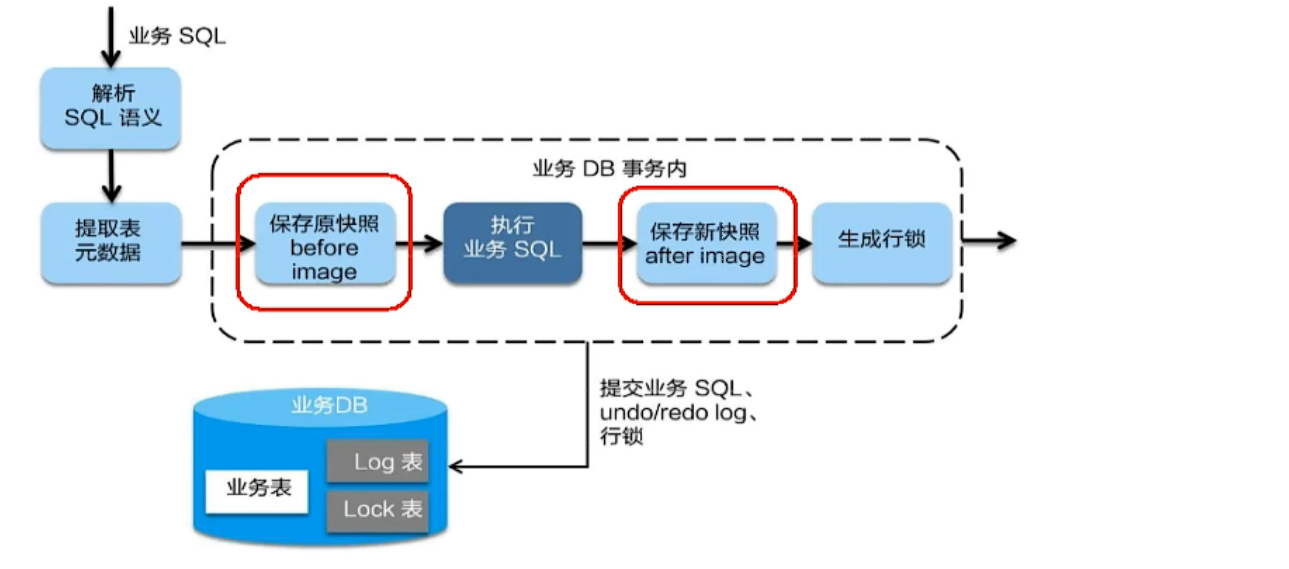 业务 SQL
解析
SQL 语义
业务 DB 事务内
提取表
元数据
保存原快照
before
image
执行
业务 SQL
保存新快照
after image
生成行锁
提交业务 SQL、
undo/redo log、
行锁
业务DB
Log 表
业务表
Lock 表